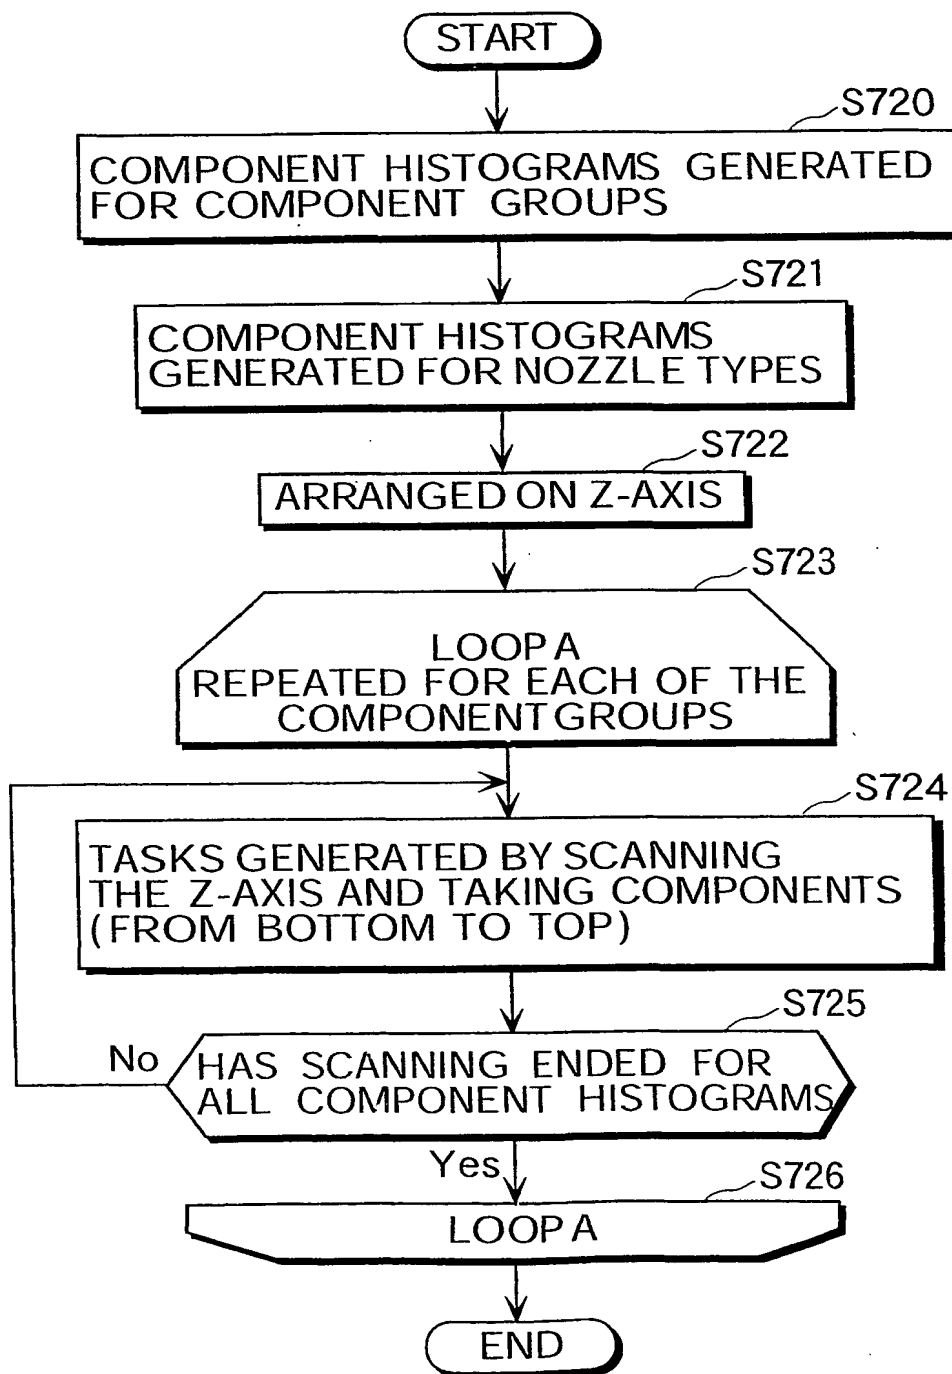 START
S720
COMPONENT HISTOGRAMS GENERATED
FOR COMPONENT GROUPS
S721
COMPONENT HISTOGRAMS
GENERATED FOR NOZZLE TYPES
S722
ARRANGED ON Z-AXIS
S723
LOOP A
REPEATED FOR EACH OF THE
COMPONENT GROUPS
S724
TASKS GENERATED BY SCANNING
THE Z-AXIS AND TAKING COMPONENTS
(FROM BOTTOM TO TOP)
S725
No
HAS SCANNING ENDED FOR
ALL COMPONENT HISTOGRAMS
Yes
S726
LOOP A
END